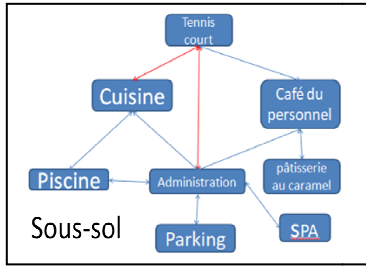 Tennis
court
Cuisine
Café du
personnel
Piscine
Administration
pâtisserie
au caramel
Sous-sol
Parking
SPA